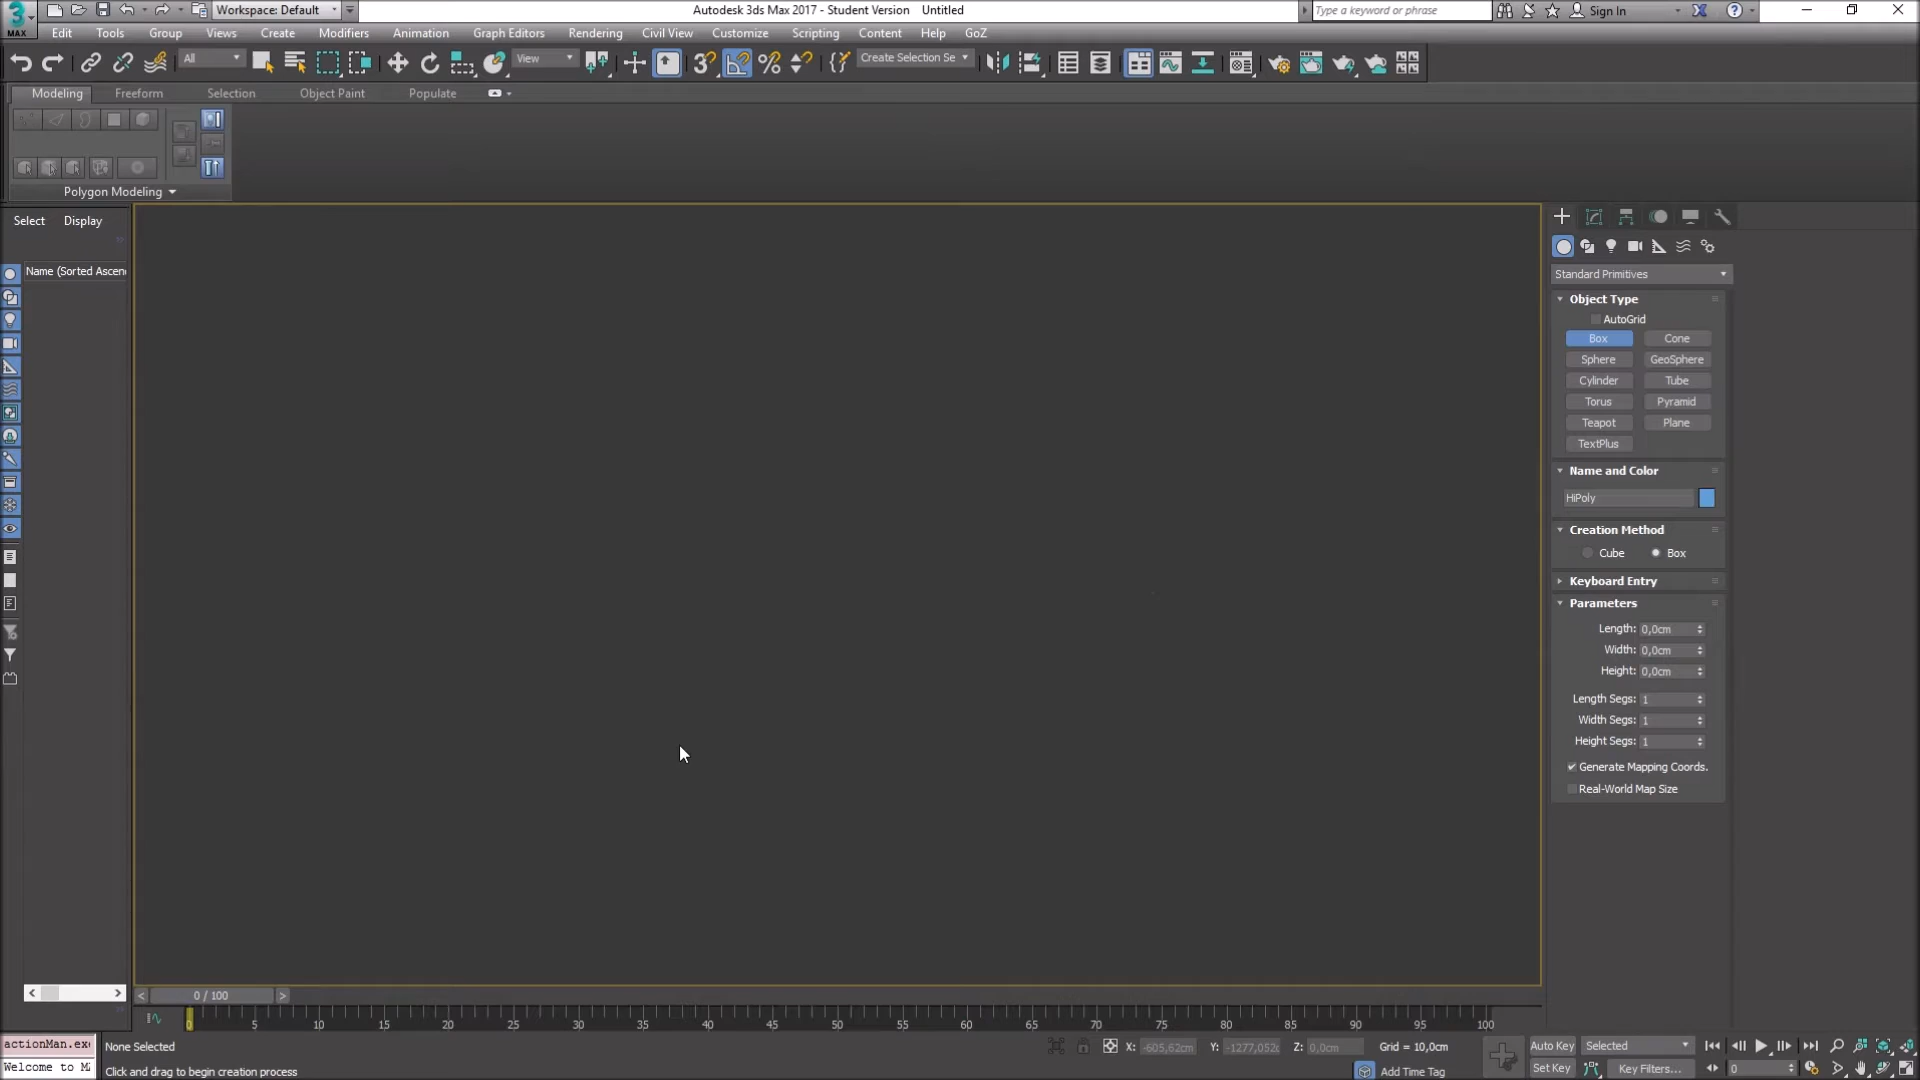 Workspace: Default
Autodesk 3ds Max 2017 - Student Version Untitled
Type a keyword or phrase
Sign In
MAX
Edit Tools Group Views Create Modifiers Animation Graph Editors Rendering Civil View Customize Scripting Content Help GoZ
All
View
Create Selection Se
Modeling Freeform Selection Object Paint Populate
Polygon Modeling
Select Display
Name (Sorted Ascen
Standard Primitives
Object Type
AutoGrid
Box Cone
Sphere GeoSphere
Cylinder Tube
Torus Pyramid
Teapot Plane
TextPlus
Name and Color
HiPoly
Creation Method
Cube Box
Keyboard Entry
Parameters
Length: 0,0cm
Width: 0,0cm
Height: 0,0cm
Length Segs: 1
Width Segs: 1
Height Segs: 1
Generate Mapping Coords.
Real-World Map Size
0 / 100
0 5 10 15 20 25 30 35 40 45 50 55 60 65 70 75 80 85 90 95 100
actionMan.exe
None Selected
X: -605,62cm Y: -1277,052c Z: 0,0cm Grid = 10,0cm
Auto Key Selected
Welcome to M
Click and drag to begin creation process
Add Time Tag
Set Key Key Filters... 0